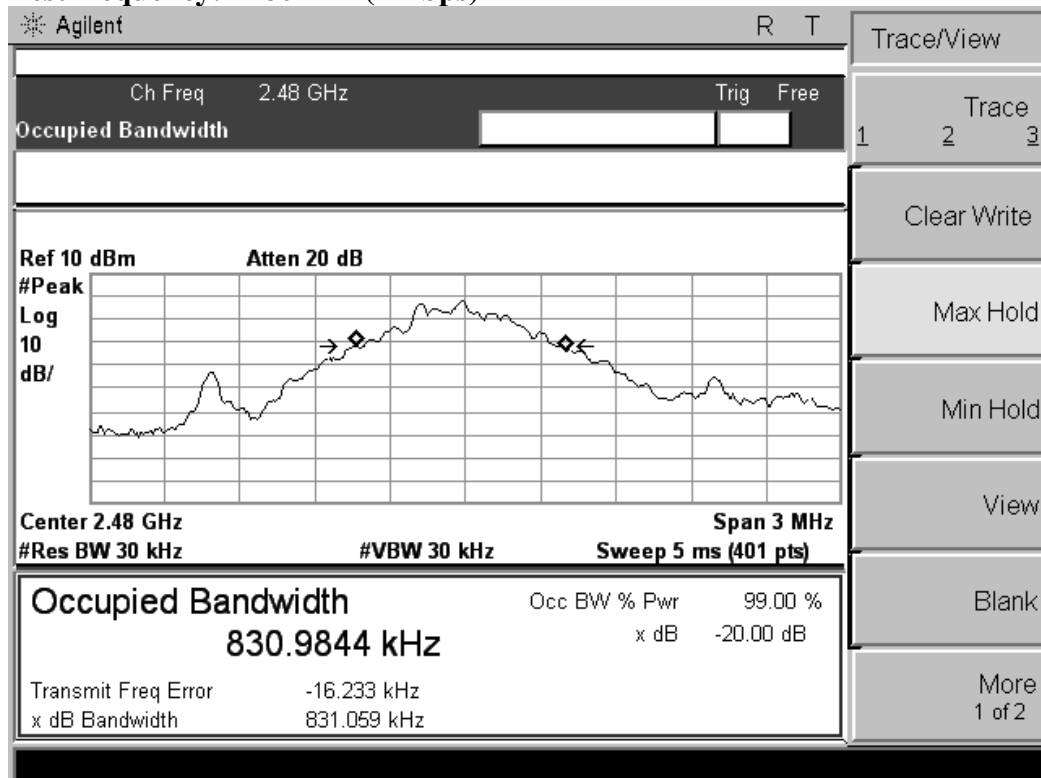 Agilent R T
Trace/View
Ch Freq 2.48 GHz Trig Free
Occupied Bandwidth
Trace
1 2 3
Clear Write
Ref 10 dBm Atten 20 dB
#Peak
Log
10
dB/
Max Hold
Min Hold
View
Center 2.48 GHz Span 3 MHz
#Res BW 30 kHz #VBW 30 kHz Sweep 5 ms (401 pts)
Occupied Bandwidth Occ BW % Pwr 99.00 %
830.9844 kHz x dB -20.00 dB
Blank
Transmit Freq Error -16.233 kHz
x dB Bandwidth 831.059 kHz
More
1 of 2